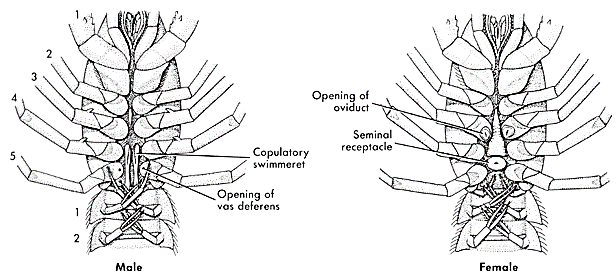 1
2
3
4
5
1
2
Copulatory
swimmeret
Opening of
vas deferens
Male
Opening of
oviduct
Seminal
receptacle
Female